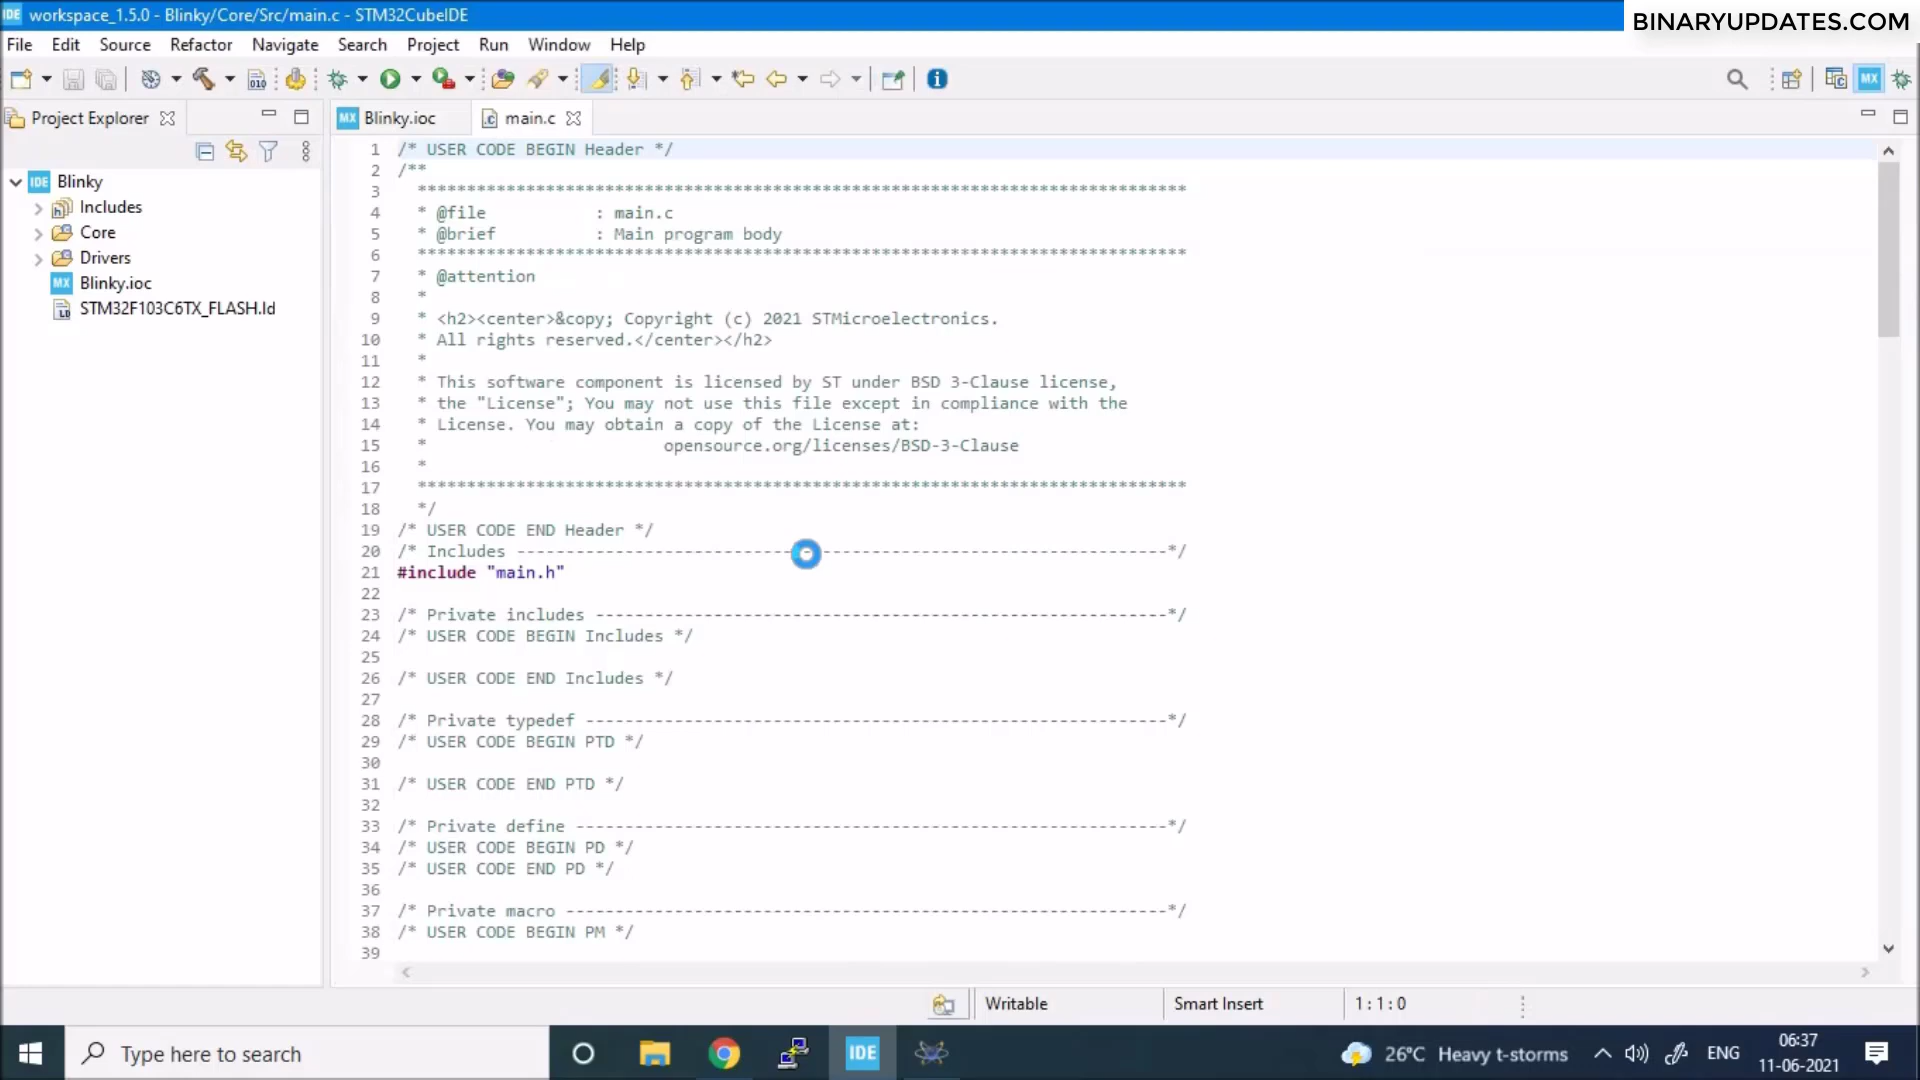 IDE workspace_1.5.0 - Blinky/Core/Src/main.c - STM32CubeIDE
BINARYUPDATES.COM
File Edit Source Refactor Navigate Search Project Run Window Help
010
MX
Project Explorer
MX Blinky.ioc
.c main.c
IDE Blinky
Includes
Core
Drivers
MX Blinky.ioc
LD STM32F103C6TX_FLASH.ld
1 /* USER CODE BEGIN Header */
2 /**
3 ******************************************************************************
4 * @file : main.c
5 * @brief : Main program body
6 ******************************************************************************
7 * @attention
8 *
9 * <h2><center>&copy; Copyright (c) 2021 STMicroelectronics.
10 * All rights reserved.</center></h2>
11 *
12 * This software component is licensed by ST under BSD 3-Clause license,
13 * the "License"; You may not use this file except in compliance with the
14 * License. You may obtain a copy of the License at:
15 * opensource.org/licenses/BSD-3-Clause
16 *
17 ******************************************************************************
18 */
19 /* USER CODE END Header */
20 /* Includes ------------------------------------------------------------------*/
21 #include "main.h"
22
23 /* Private includes ----------------------------------------------------------*/
24 /* USER CODE BEGIN Includes */
25
26 /* USER CODE END Includes */
27
28 /* Private typedef -----------------------------------------------------------*/
29 /* USER CODE BEGIN PTD */
30
31 /* USER CODE END PTD */
32
33 /* Private define ------------------------------------------------------------*/
34 /* USER CODE BEGIN PD */
35 /* USER CODE END PD */
36
37 /* Private macro -------------------------------------------------------------*/
38 /* USER CODE BEGIN PM */
39
Writable
Smart Insert
1 : 1 : 0
Type here to search
IDE
26°C Heavy t-storms
ENG
06:37
11-06-2021